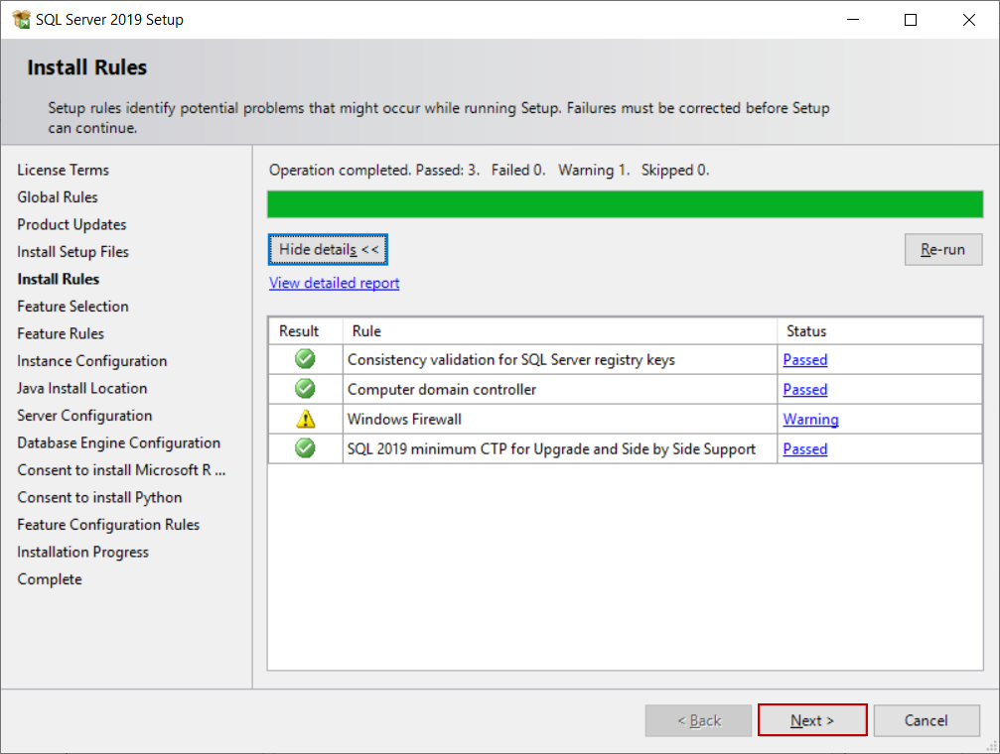 SQL Server 2019 Setup
Install Rules
Setup rules identify potential problems that might occur while running Setup. Failures must be corrected before Setup
can continue.
License Terms
Global Rules
Product Updates
Install Setup Files
Install Rules
Feature Selection
Feature Rules
Instance Configuration
Java Install Location
Server Configuration
Database Engine Configuration
Consent to install Microsoft R ...
Consent to install Python
Feature Configuration Rules
Installation Progress
Complete
Operation completed. Passed: 3.   Failed 0.   Warning 1.   Skipped 0.
Hide details <<
Re-run
View detailed report
Result Rule Status
Consistency validation for SQL Server registry keys Passed
Computer domain controller Passed
Windows Firewall Warning
SQL 2019 minimum CTP for Upgrade and Side by Side Support Passed
< Back Next > Cancel